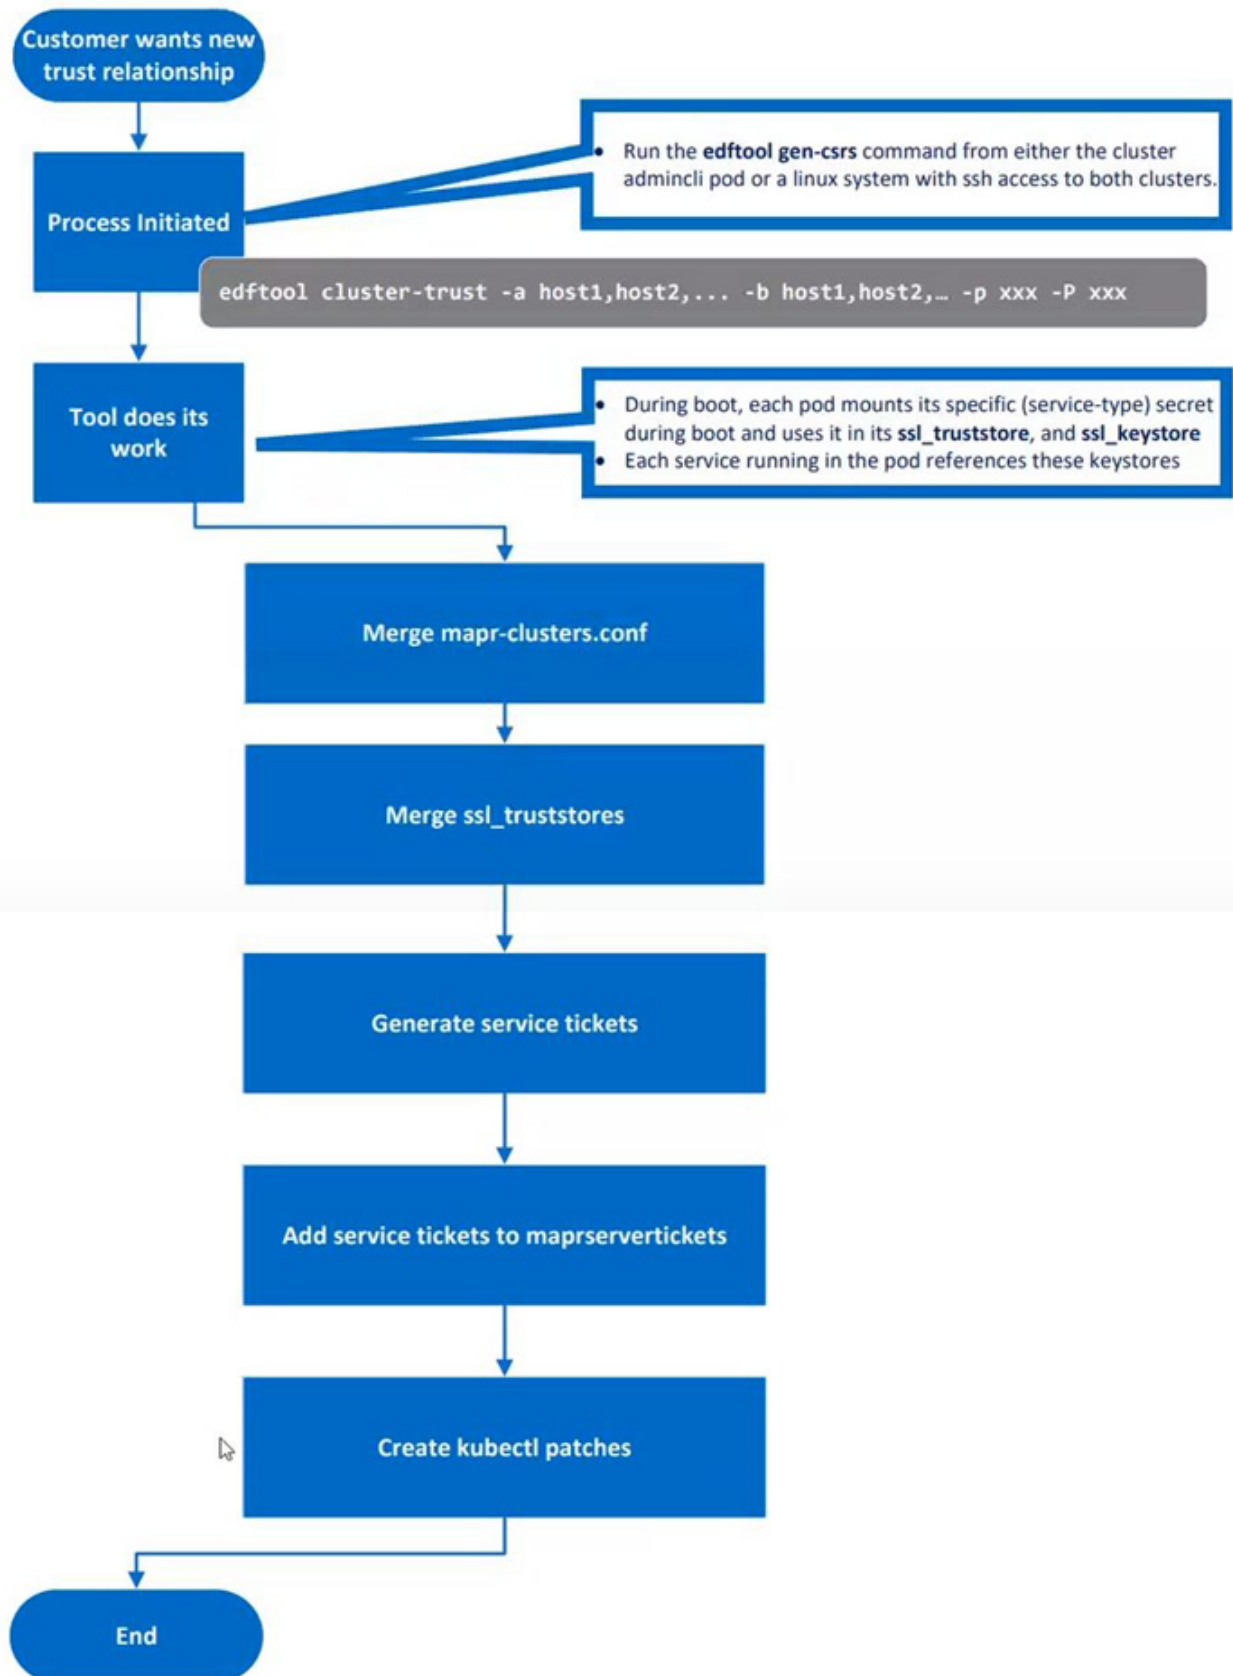 Customer wants new
trust relationship
Process Initiated
• Run the edftool gen-csrs command from either the cluster
admincli pod or a linux system with ssh access to both clusters.
edftool cluster-trust -a host1,host2,... -b host1,host2,… -p xxx -P xxx
Tool does its
work
• During boot, each pod mounts its specific (service-type) secret
during boot and uses it in its ssl_truststore, and ssl_keystore
• Each service running in the pod references these keystores
Merge mapr-clusters.conf
Merge ssl_truststores
Generate service tickets
Add service tickets to maprservertickets
Create kubectl patches
End